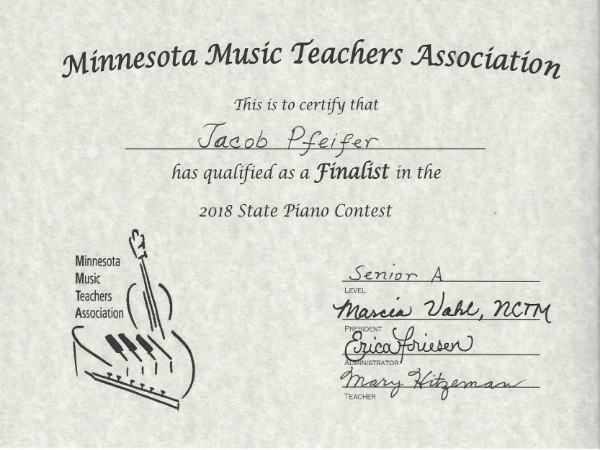 Minnesota Music Teachers Association
This is to certify that
Jacob Pfeifer
has qualified as a Finalist in the
2018 State Piano Contest
Minnesota
Music
Teachers
Association
Senior A
LEVEL
Marcia Vahl, NCTM
PRESIDENT
Erica Friesen
ADMINISTRATOR
Mary Hitzeman
TEACHER